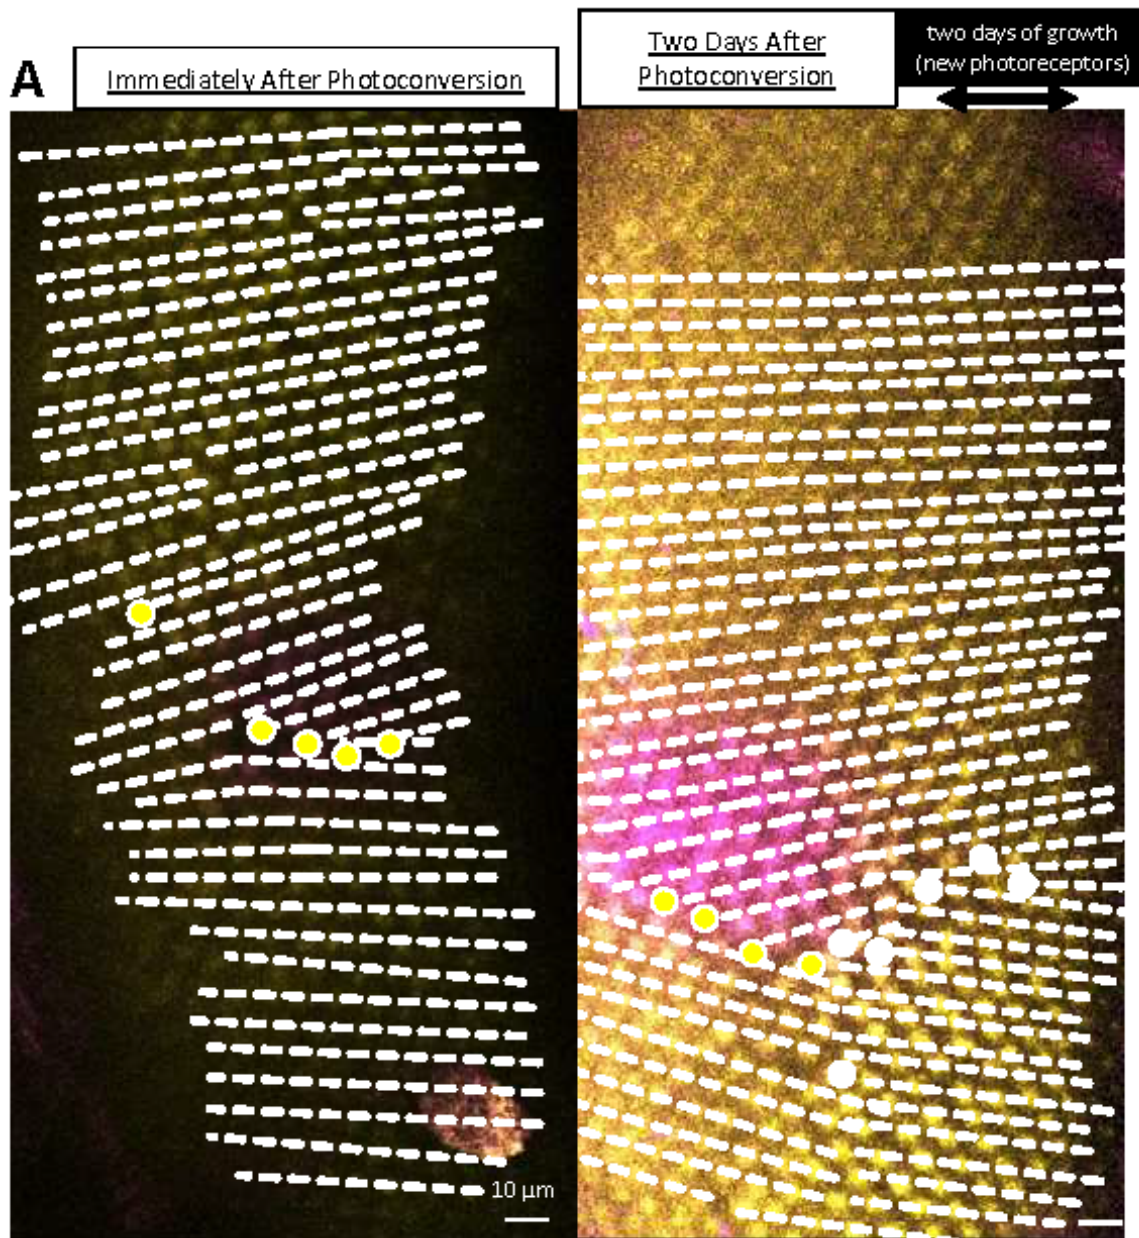 A
Immediately After Photoconversion
Two Days After
Photoconversion
two days of growth
(new photoreceptors)
10 μm